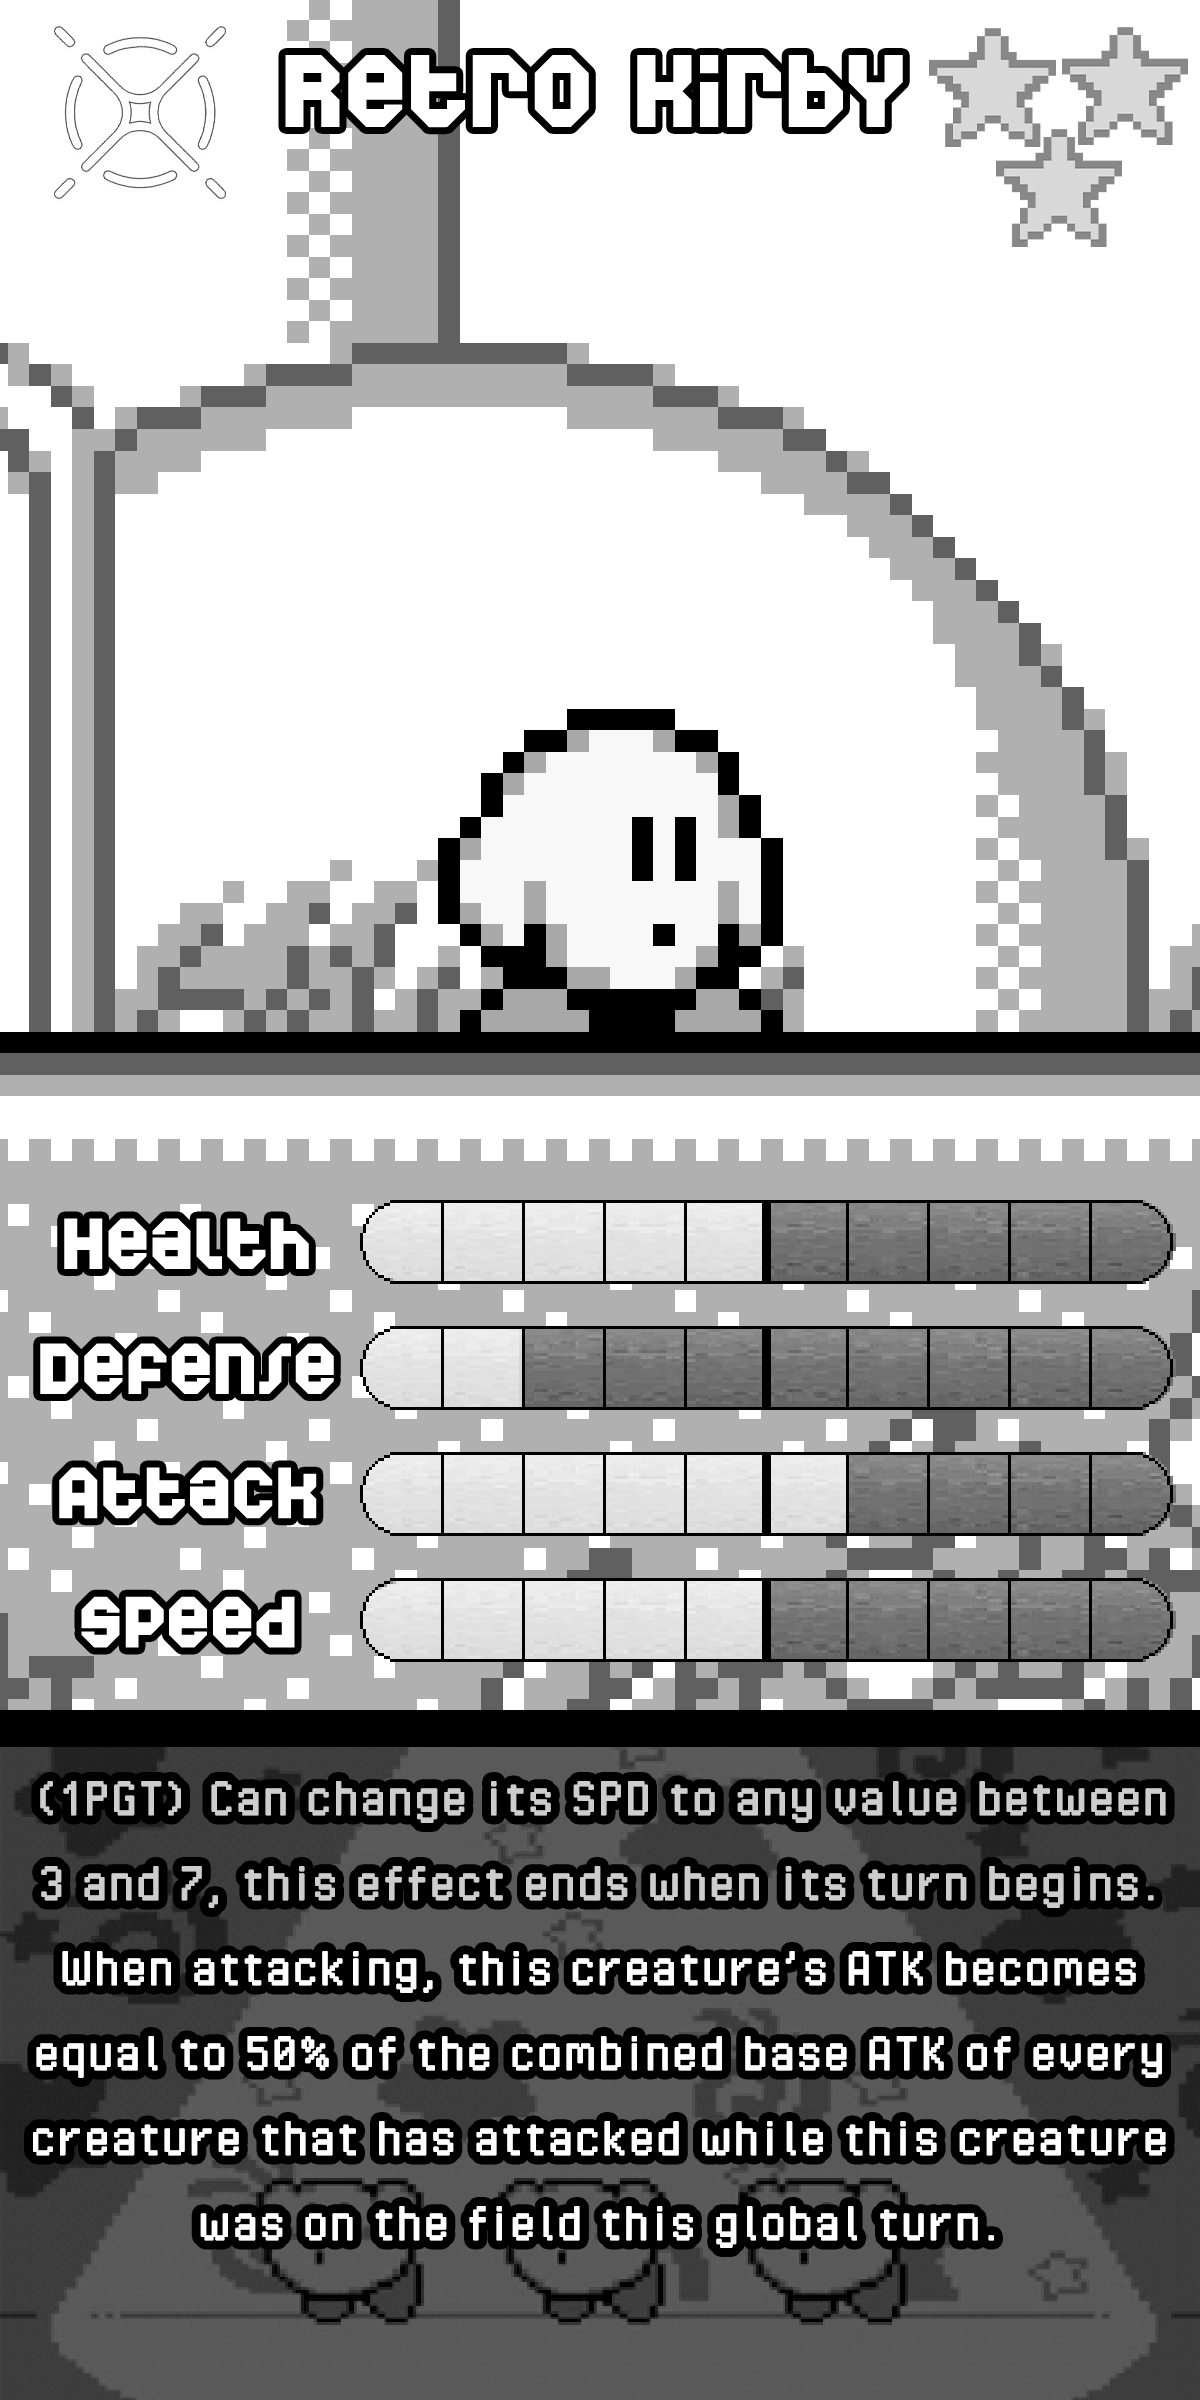 Retro Kirby
Health
Defense
Attack
Speed
(1PGT) Can change its SPD to any value between
3 and 7, this effect ends when its turn begins.
When attacking, this creature's ATK becomes
equal to 50% of the combined base ATK of every
creature that has attacked while this creature
was on the field this global turn.